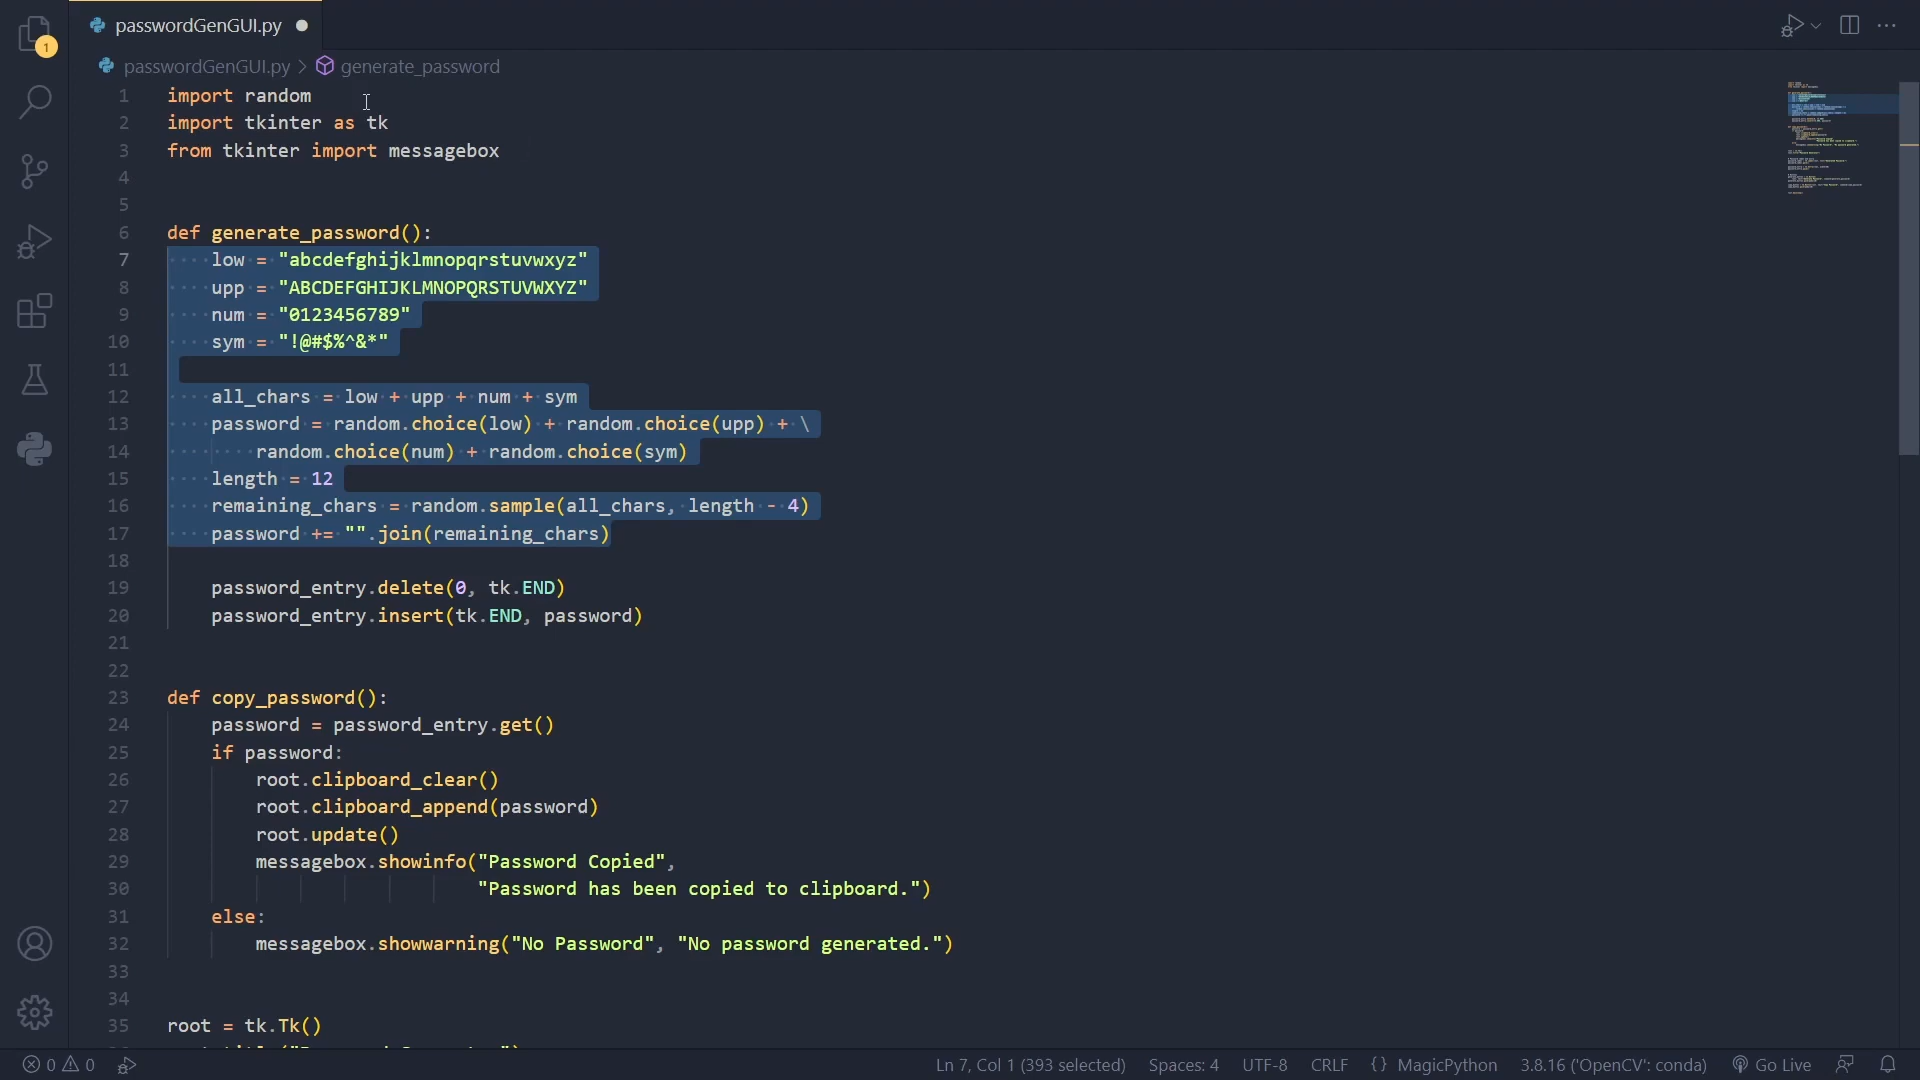 passwordGenGUI.py
1
passwordGenGUI.py > generate_password
1 import random
2 import tkinter as tk
3 from tkinter import messagebox
4
5
6 def generate_password():
7 low = "abcdefghijklmnopqrstuvwxyz"
8 upp = "ABCDEFGHIJKLMNOPQRSTUVWXYZ"
9 num = "0123456789"
10 sym = "!@#$%^&*"
11
12 all_chars = low + upp + num + sym
13 password = random.choice(low) + random.choice(upp) + \
14 random.choice(num) + random.choice(sym)
15 length = 12
16 remaining_chars = random.sample(all_chars, length - 4)
17 password += "".join(remaining_chars)
18
19 password_entry.delete(0, tk.END)
20 password_entry.insert(tk.END, password)
21
22
23 def copy_password():
24 password = password_entry.get()
25 if password:
26 root.clipboard_clear()
27 root.clipboard_append(password)
28 root.update()
29 messagebox.showinfo("Password Copied",
30 "Password has been copied to clipboard.")
31 else:
32 messagebox.showwarning("No Password", "No password generated.")
33
34
35 root = tk.Tk()
0 0 Ln 7, Col 1 (393 selected) Spaces: 4 UTF-8 CRLF {} MagicPython 3.8.16 ('OpenCV': conda) Go Live